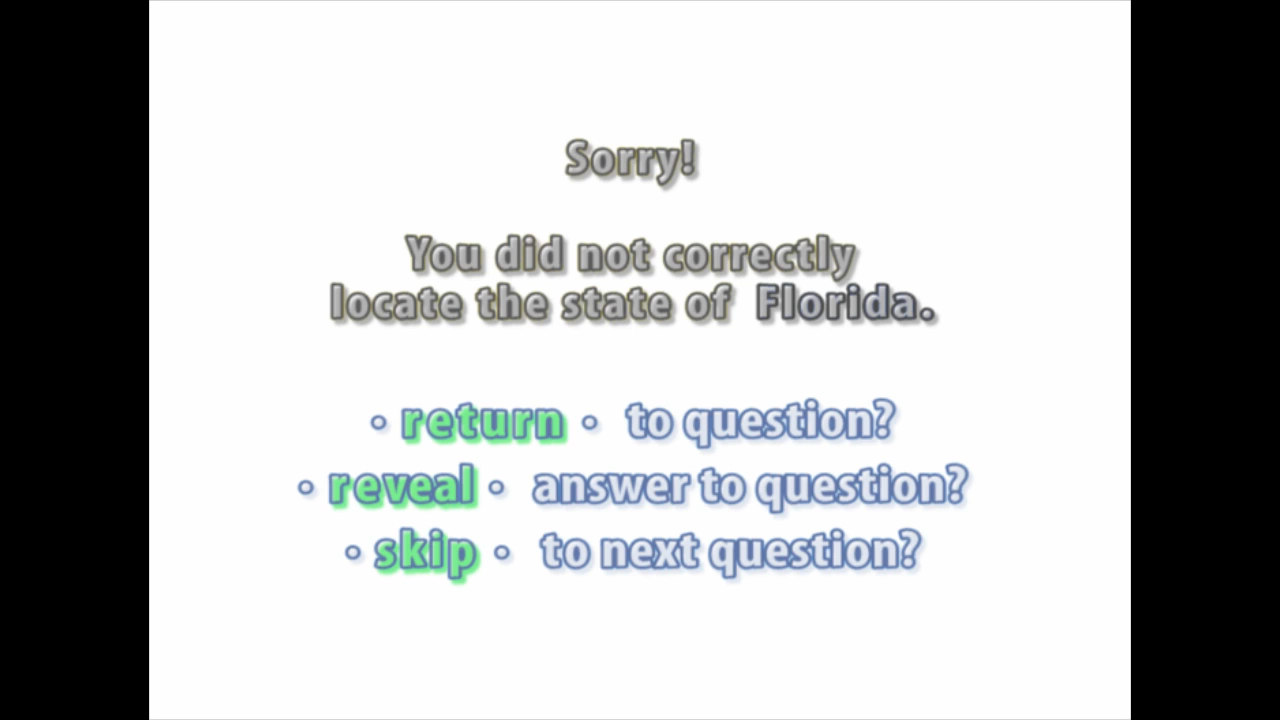 Sorry!
You did not correctly
locate the state of Florida.
• return • to question?
• reveal • answer to question?
• skip • to next question?